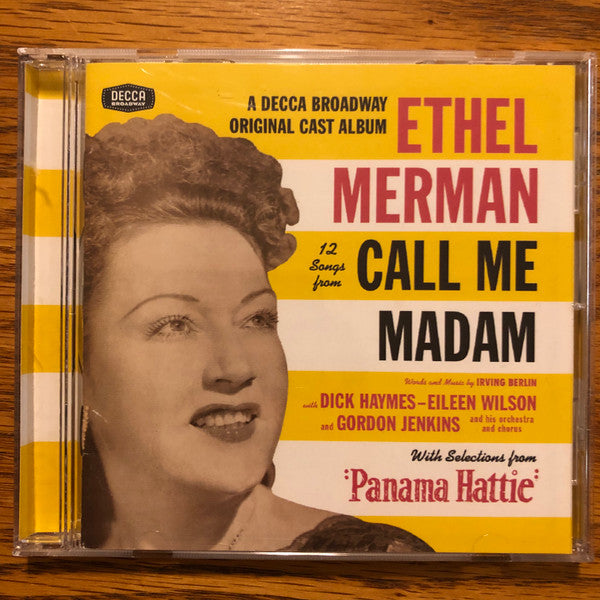 DECCA
BROADWAY
A DECCA BROADWAY
ORIGINAL CAST ALBUM
ETHEL
MERMAN
12
Songs
from
CALL ME
MADAM
Words and Music by IRVING BERLIN
with DICK HAYMES–EILEEN WILSON
and GORDON JENKINS and his orchestra
and chorus
With Selections from
"Panama Hattie"